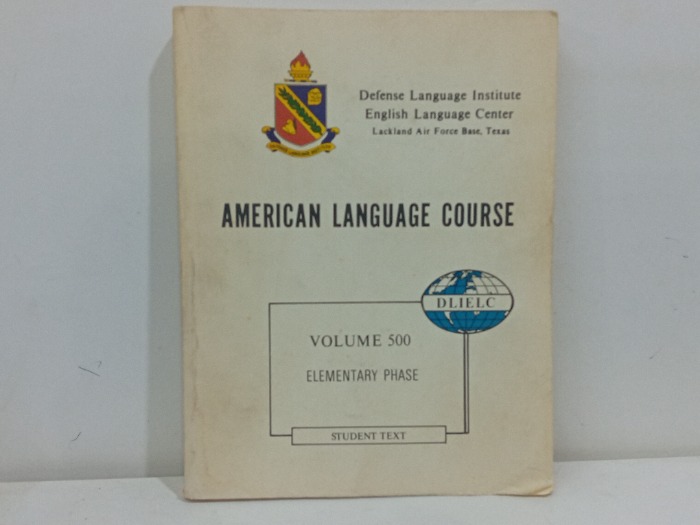 Defense Language Institute
English Language Center
Lackland Air Force Base, Texas
AMERICAN LANGUAGE COURSE
DLIELC
VOLUME 500
ELEMENTARY PHASE
STUDENT TEXT